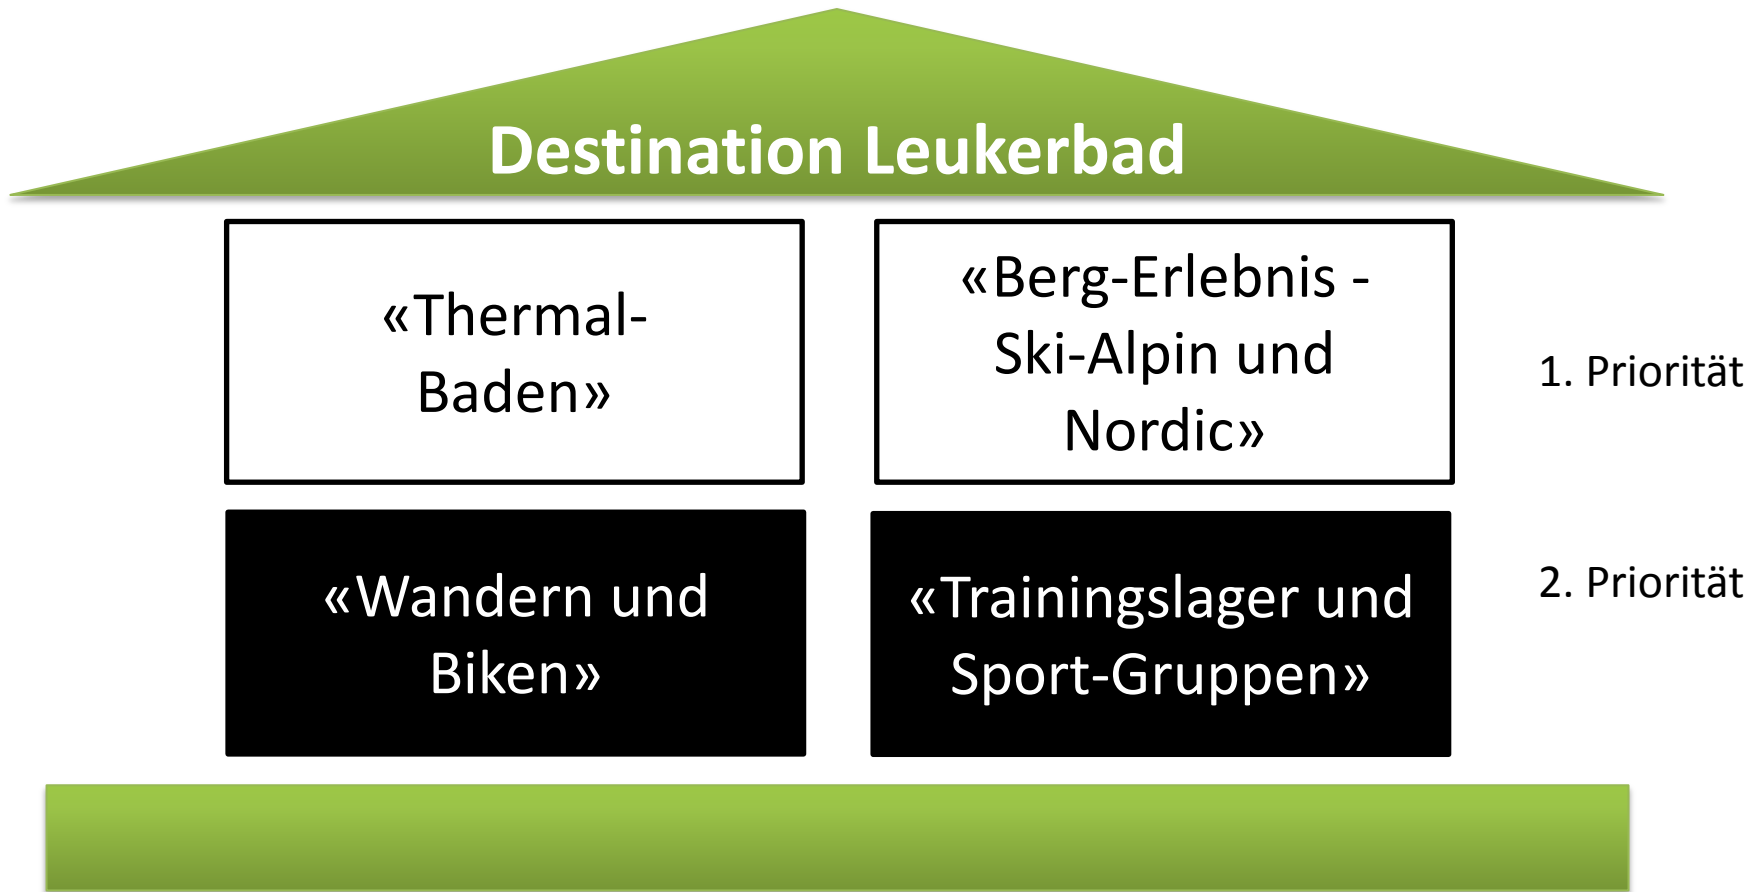 Destination Leukerbad
«Thermal-
Baden»
«Berg-Erlebnis -
Ski-Alpin und
Nordic»
1. Priorität
«Wandern und
Biken»
«Trainingslager und
Sport-Gruppen»
2. Priorität